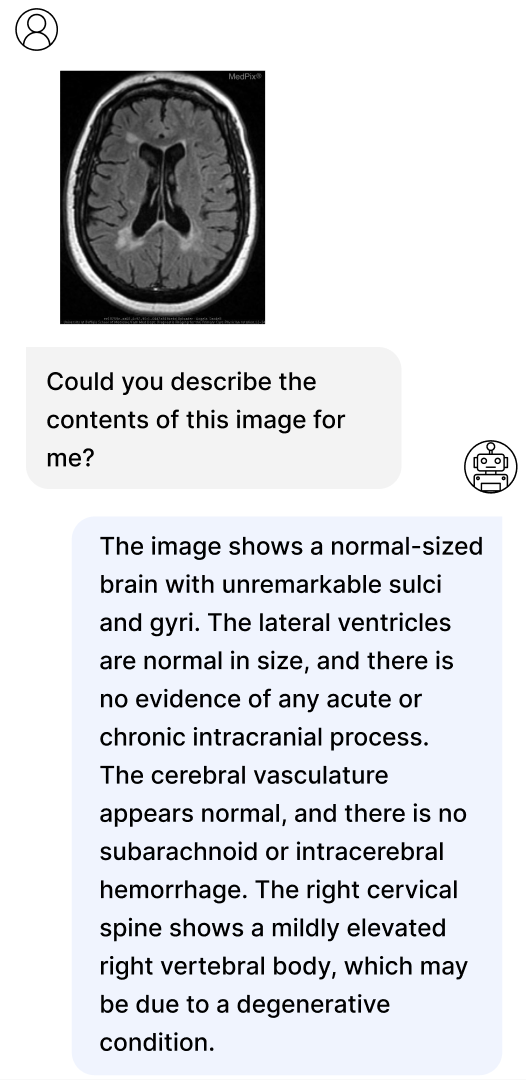 MedPix®
Could you describe the
contents of this image for
me?
The image shows a normal-sized
brain with unremarkable sulci
and gyri. The lateral ventricles
are normal in size, and there is
no evidence of any acute or
chronic intracranial process.
The cerebral vasculature
appears normal, and there is no
subarachnoid or intracerebral
hemorrhage. The right cervical
spine shows a mildly elevated
right vertebral body, which may
be due to a degenerative
condition.